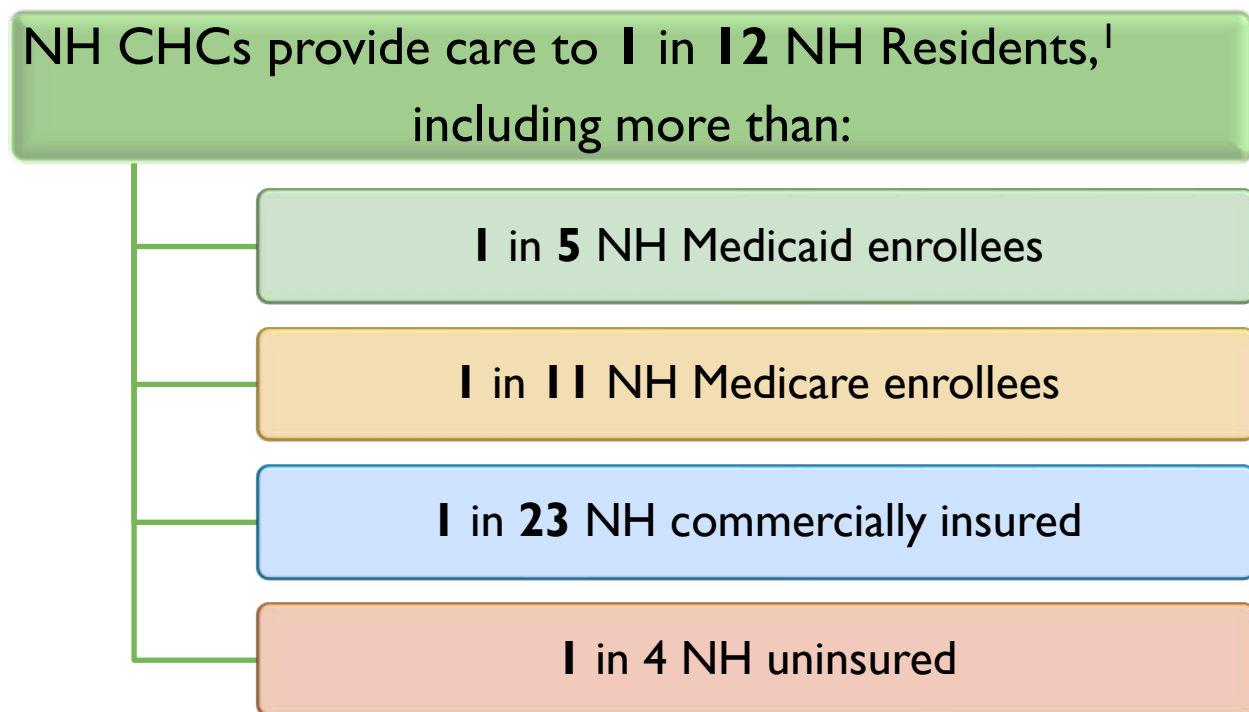 NH CHCs provide care to 1 in 12 NH Residents,¹
including more than:
1 in 5 NH Medicaid enrollees
1 in 11 NH Medicare enrollees
1 in 23 NH commercially insured
1 in 4 NH uninsured